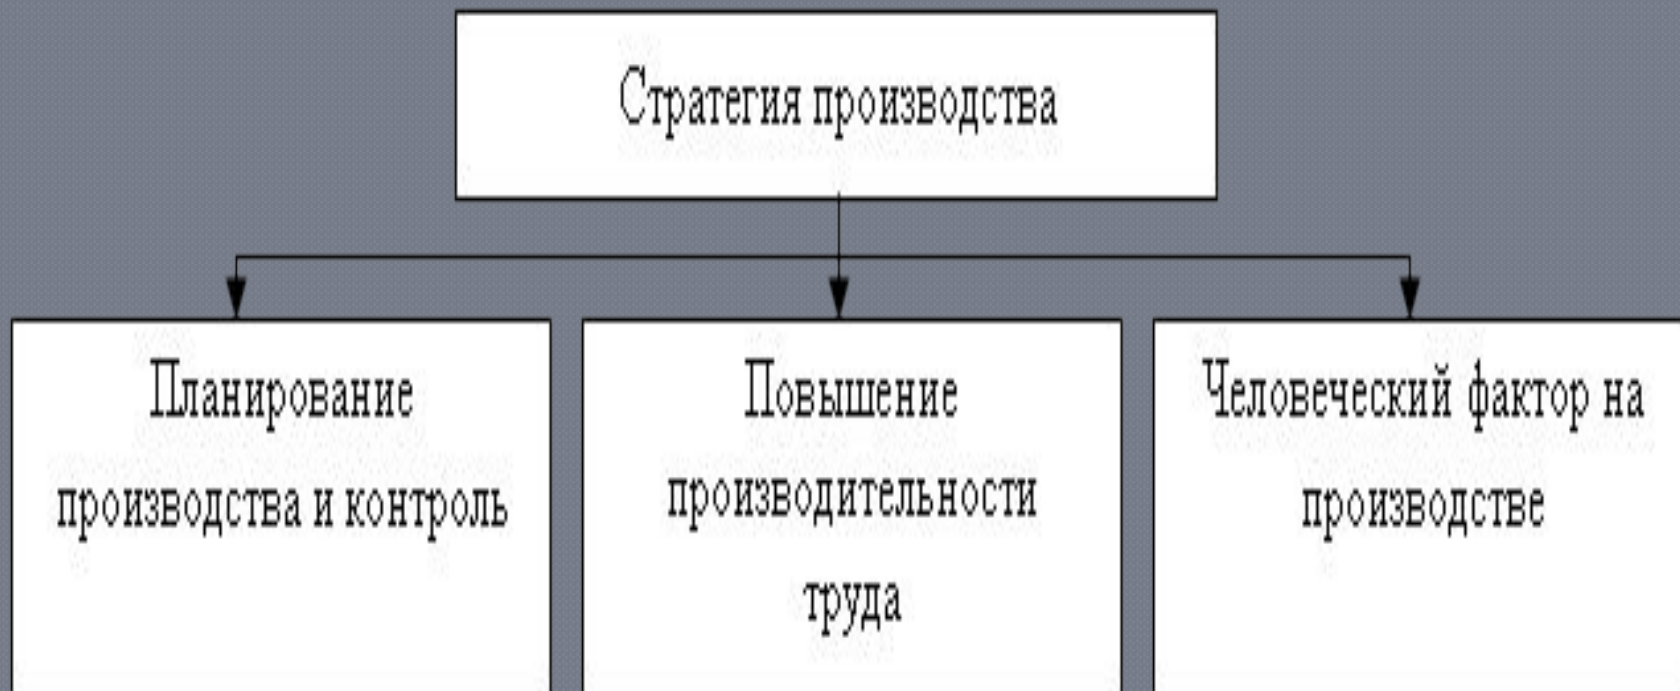 Стратегия производства
Планирование
производства и контроль
Повышение
производительности
труда
Человеческий фактор на
производстве